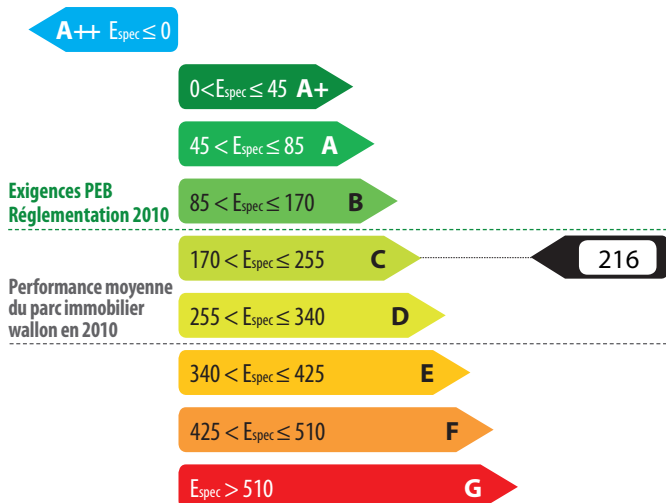 A++ Espec ≤ 0
0 < Espec ≤ 45 A+
45 < Espec ≤ 85 A
Exigences PEB
Réglementation 2010
85 < Espec ≤ 170 B
170 < Espec ≤ 255 C
216
Performance moyenne
du parc immobilier
wallon en 2010
255 < Espec ≤ 340 D
340 < Espec ≤ 425 E
425 < Espec ≤ 510 F
Espec > 510 G